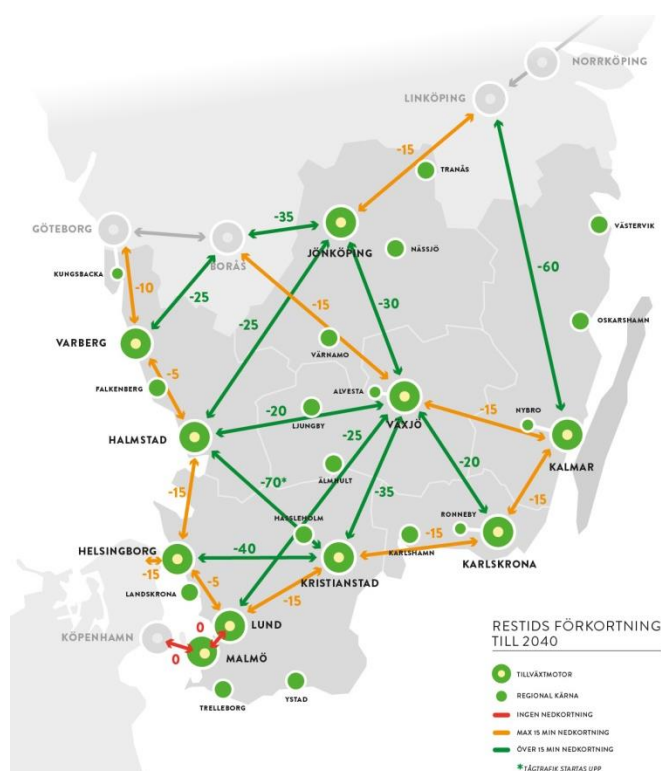 NORRKÖPING
LINKÖPING
-15
TRANÅS
-35
GÖTEBORG
JÖNKÖPING
VÄSTERVIK
NÄSSJÖ
BORÅS
KUNGSBACKA
-10
-25
-60
-15
-30
-25
VARBERG
VÄRNAMO
OSKARSHAMN
-5
FALKENBERG
ALVESTA
-20
LJUNGBY
VÄXJÖ
-15
NYBRO
-25
HALMSTAD
KALMAR
-70*
ÄLMHULT
-20
-35
-15
-15
HÄSSLEHOLM
RONNEBY
-15
HELSINGBORG
-40
KARLSHAMN
KARLSKRONA
-15
KRISTIANSTAD
-5
LANDSKRONA
-15
0
LUND
KÖPENHAMN
0
MALMÖ
TRELLEBORG
YSTAD
RESTIDS FÖRKORTNING
TILL 2040
TILLVÄXTMOTOR
REGIONAL KÄRNA
INGEN NEDKORTNING
MAX 15 MIN NEDKORTNING
ÖVER 15 MIN NEDKORTNING
*TÅGTRAFIK STARTAS UPP